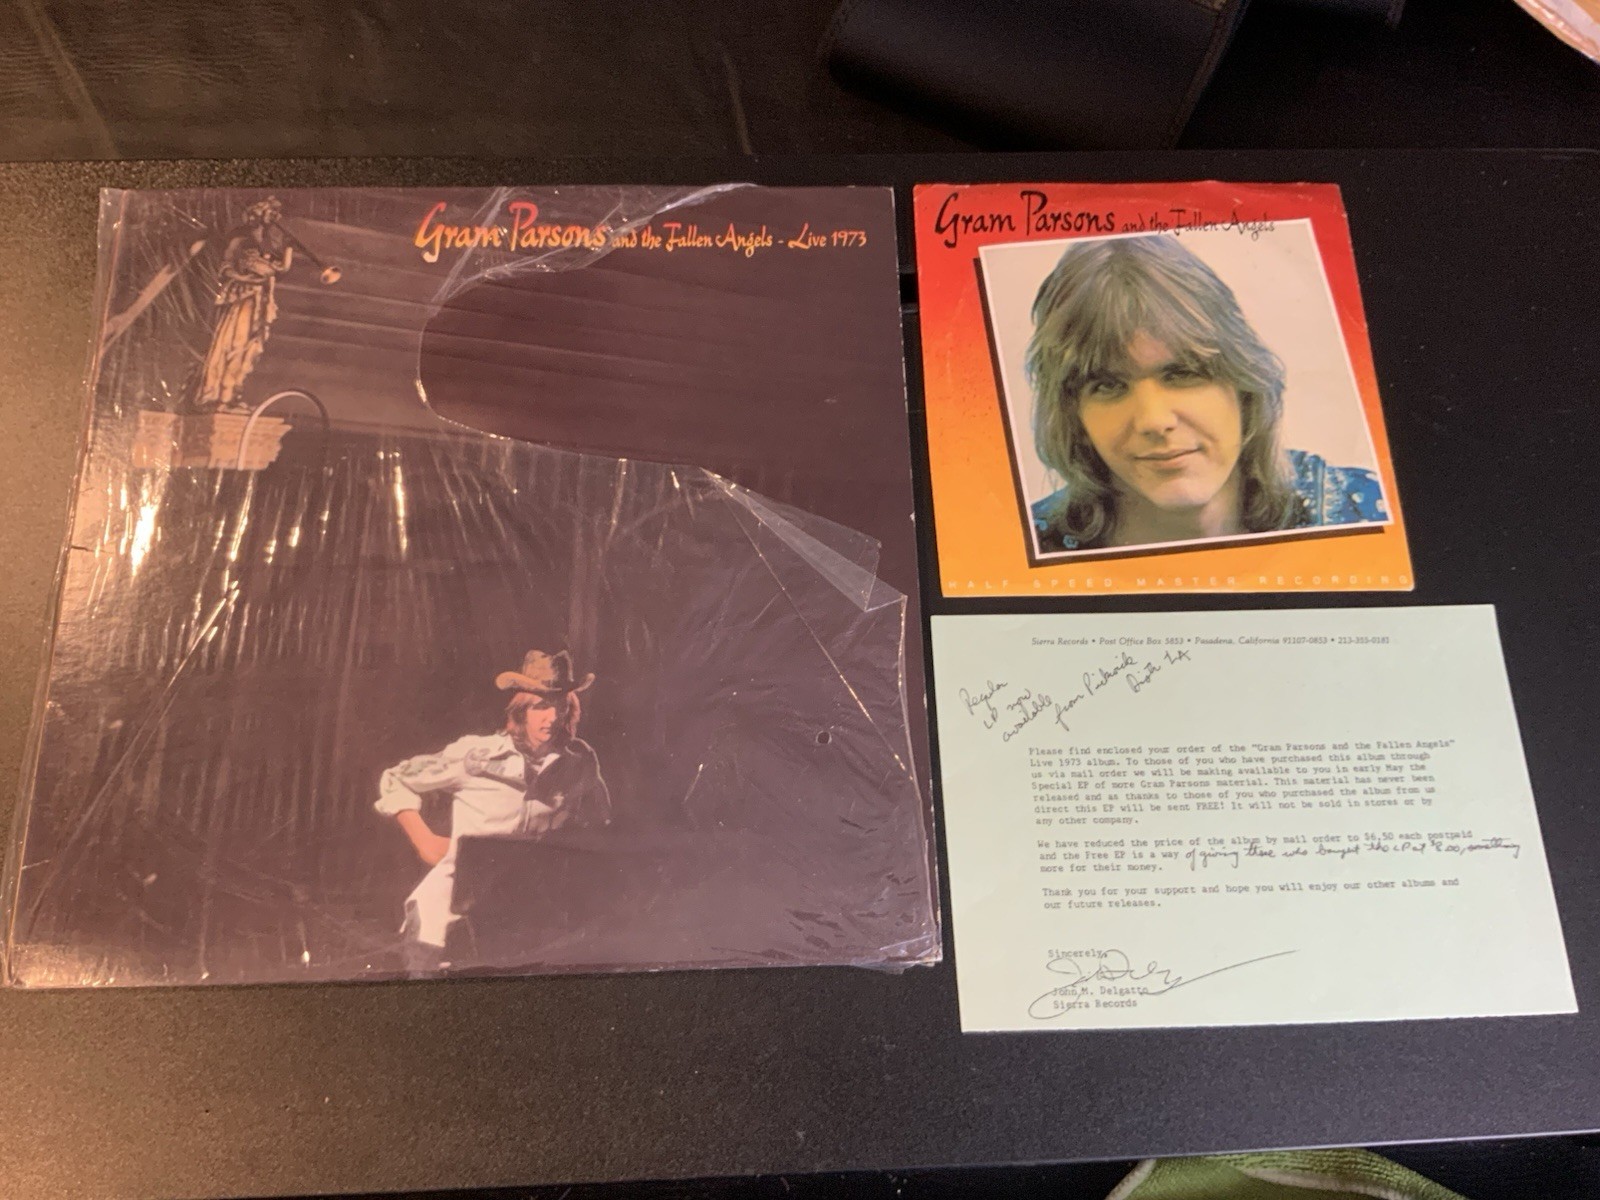 Gram Parsons and the Fallen Angels - Live 1973
Gram Parsons and the Fallen Angels
HALF SPEED MASTER RECORDING
Sierra Records • Post Office Box 5853 • Pasadena, California 91107-0853 • 213-355-0181
Regular
LP now
available
from Pickwick
Distr LA
Please find enclosed your order of the "Gram Parsons and the Fallen Angels"
Live 1973 album. To those of you who have purchased this album through
us via mail order we will be making available to you in early May the
Special EP of more Gram Parsons material. This material has never been
released and as thanks to those of you who purchased the album from us
direct this EP will be sent FREE! It will not be sold in stores or by
any other company.
We have reduced the price of the album by mail order to $6.50 each postpaid
and the Free EP is a way of giving those who bought the LP at $8.00, something
more for their money.
Thank you for your support and hope you will enjoy our other albums and
our future releases.
Sincerely,
John M. Delgatto
Sierra Records